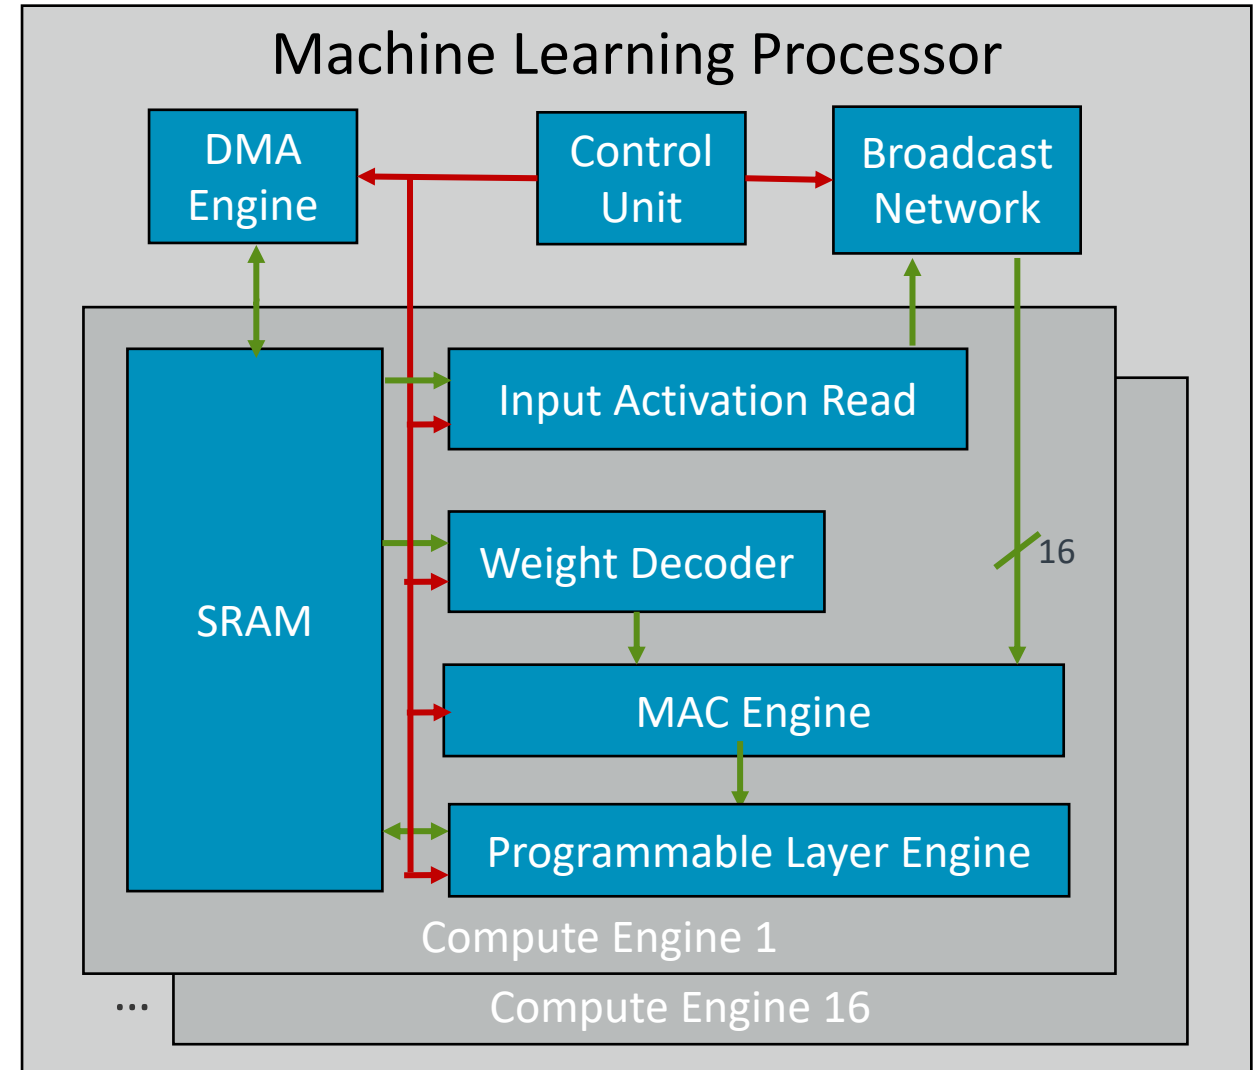 Machine Learning Processor
DMA
Engine
Control
Unit
Broadcast
Network
Input Activation Read
Weight Decoder
16
SRAM
MAC Engine
Programmable Layer Engine
Compute Engine 1
...
Compute Engine 16